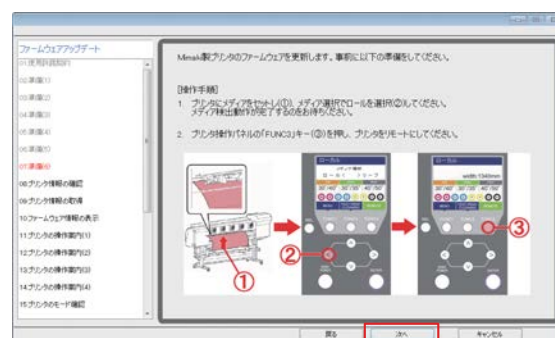 ファームウェアアップデート
01.使用許諾契約
02.準備(1)
03.準備(2)
04.準備(3)
05.準備(4)
06.準備(5)
07.準備(6)
08.プリンタ情報の確認
09.プリンタ情報の取得
10.ファームウェア情報の表示
11.プリンタの操作案内(1)
12.プリンタの操作案内(2)
13.プリンタの操作案内(3)
14.プリンタの操作案内(4)
15.プリンタのモード確認
Mimaki製プリンタのファームウェアを更新します。事前に以下の準備をしてください。
[操作手順]
1. プリンタにメディアをセットし(①)、メディア選択でロールを選択(②)してください。
メディア検出動作が完了するのをお待ちください。
2. プリンタ操作パネルの「FUNC3」キー(③)を押し、プリンタをリモートにしてください。
ローカル
ロール < > リーフ
ローカル
width:1340mm
①
②
③
戻る
次へ
キャンセル